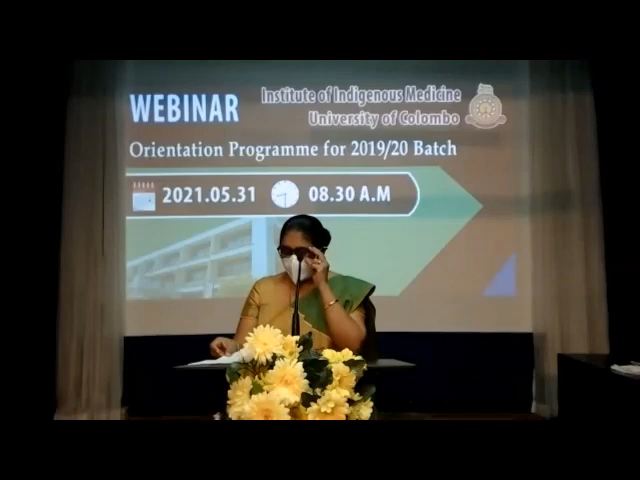 WEBINAR
Institute of Indigenous Medicine
University of Colombo
Orientation Programme for 2019/20 Batch
2021.05.31 08.30 A.M